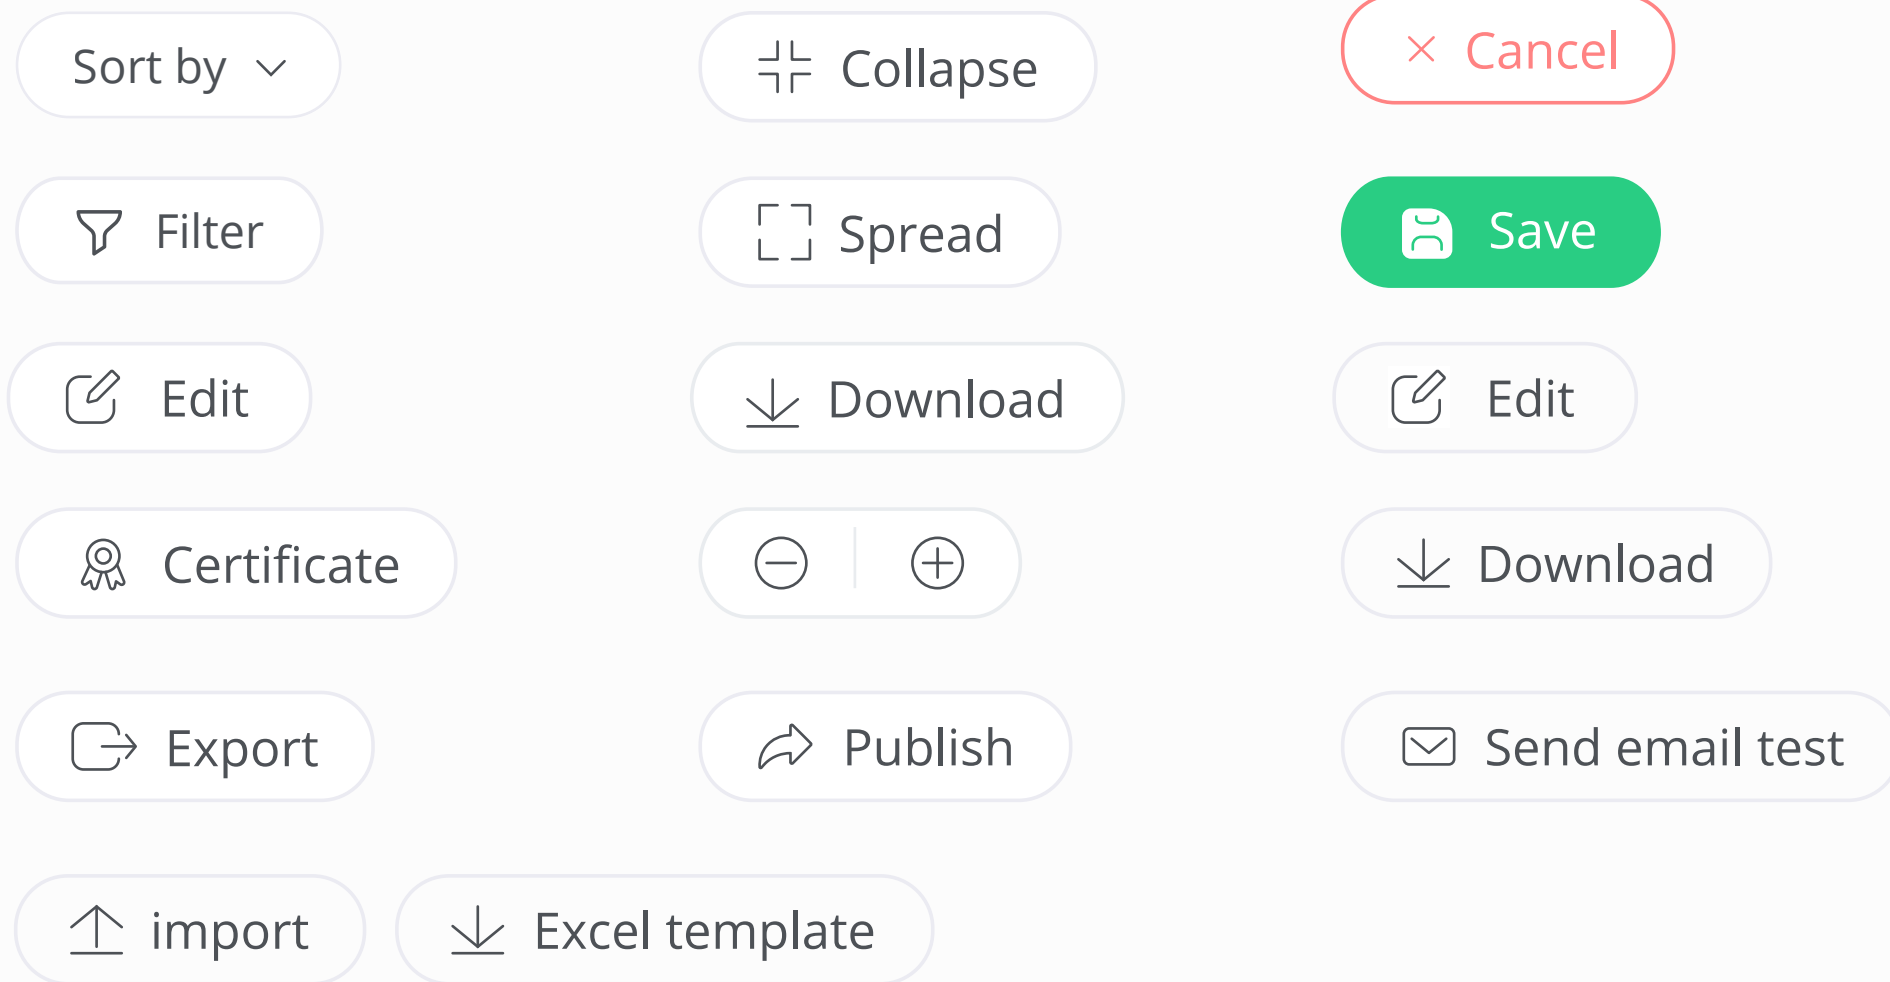 Sort by
Collapse
Cancel
Filter
Spread
Save
Edit
Download
Edit
Certificate
Download
Export
Publish
Send email test
import
Excel template